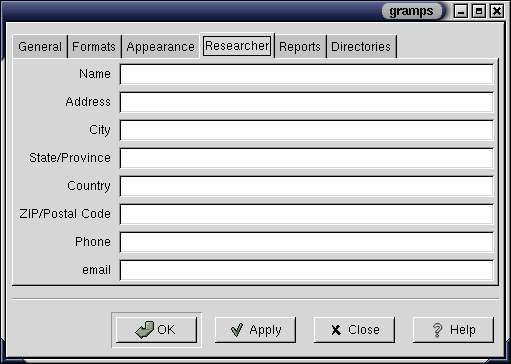 gramps
General Formats Appearance Researcher Reports Directories
Name
Address
City
State/Province
Country
ZIP/Postal Code
Phone
email
OK Apply Close Help